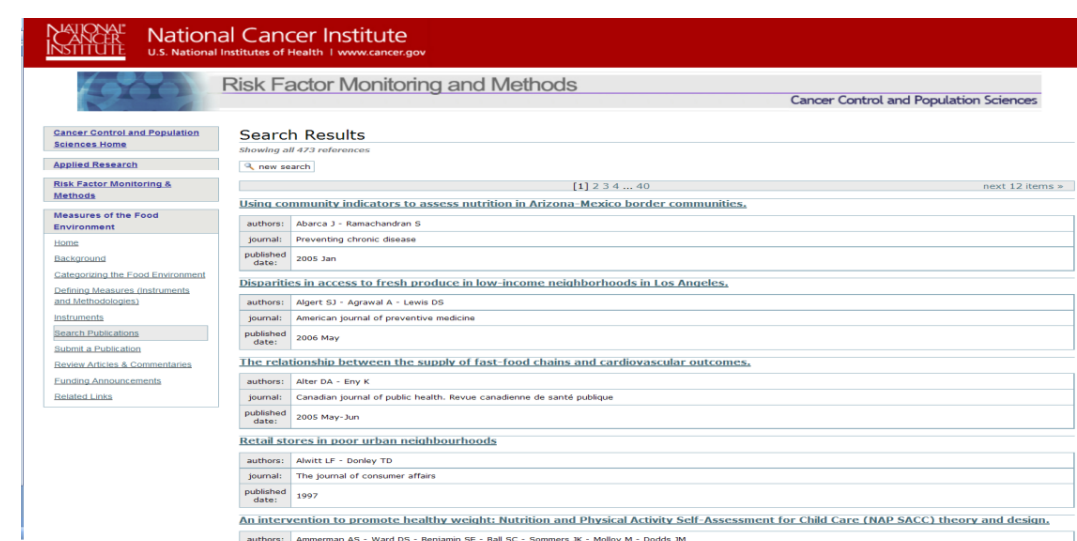 NATIONAL
CANCER
INSTITUTE
National Cancer Institute
U.S. National Institutes of Health | www.cancer.gov
Risk Factor Monitoring and Methods
Cancer Control and Population Sciences
Cancer Control and Population
Sciences Home
Applied Research
Risk Factor Monitoring &
Methods
Measures of the Food
Environment
Home
Background
Categorizing the Food Environment
Defining Measures (Instruments
and Methodologies)
Instruments
Search Publications
Submit a Publication
Review Articles & Commentaries
Funding Announcements
Related Links
Search Results
Showing all 473 references
new search
[1] 2 3 4 ... 40 next 12 items »
Using community indicators to assess nutrition in Arizona-Mexico border communities.
authors: Abarca J - Ramachandran S
journal: Preventing chronic disease
published
date: 2005 Jan
Disparities in access to fresh produce in low-income neighborhoods in Los Angeles.
authors: Algert SJ - Agrawal A - Lewis DS
journal: American journal of preventive medicine
published
date: 2006 May
The relationship between the supply of fast-food chains and cardiovascular outcomes.
authors: Alter DA - Eny K
journal: Canadian journal of public health. Revue canadienne de santé publique
published
date: 2005 May-Jun
Retail stores in poor urban neighbourhoods
authors: Alwitt LF - Donley TD
journal: The journal of consumer affairs
published
date: 1997
An intervention to promote healthy weight: Nutrition and Physical Activity Self-Assessment for Child Care (NAP SACC) theory and design.
authors: Ammerman AS - Ward DS - Benjamin SE - Ball SC - Sommers JK - Molloy M - Dodds JM